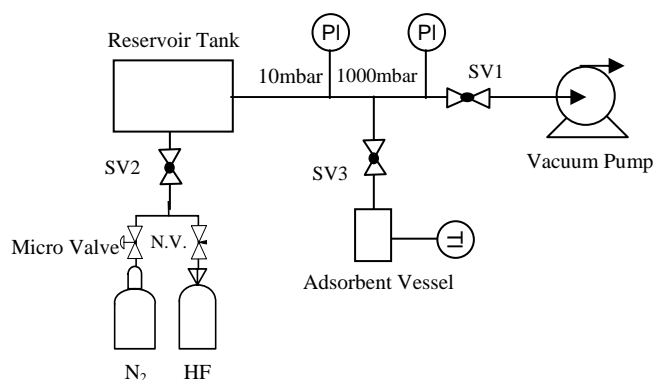 PI
PI
Reservoir Tank
10mbar
1000mbar
SV1
SV2
SV3
Vacuum Pump
Micro Valve
N.V.
TI
Adsorbent Vessel
N₂
HF